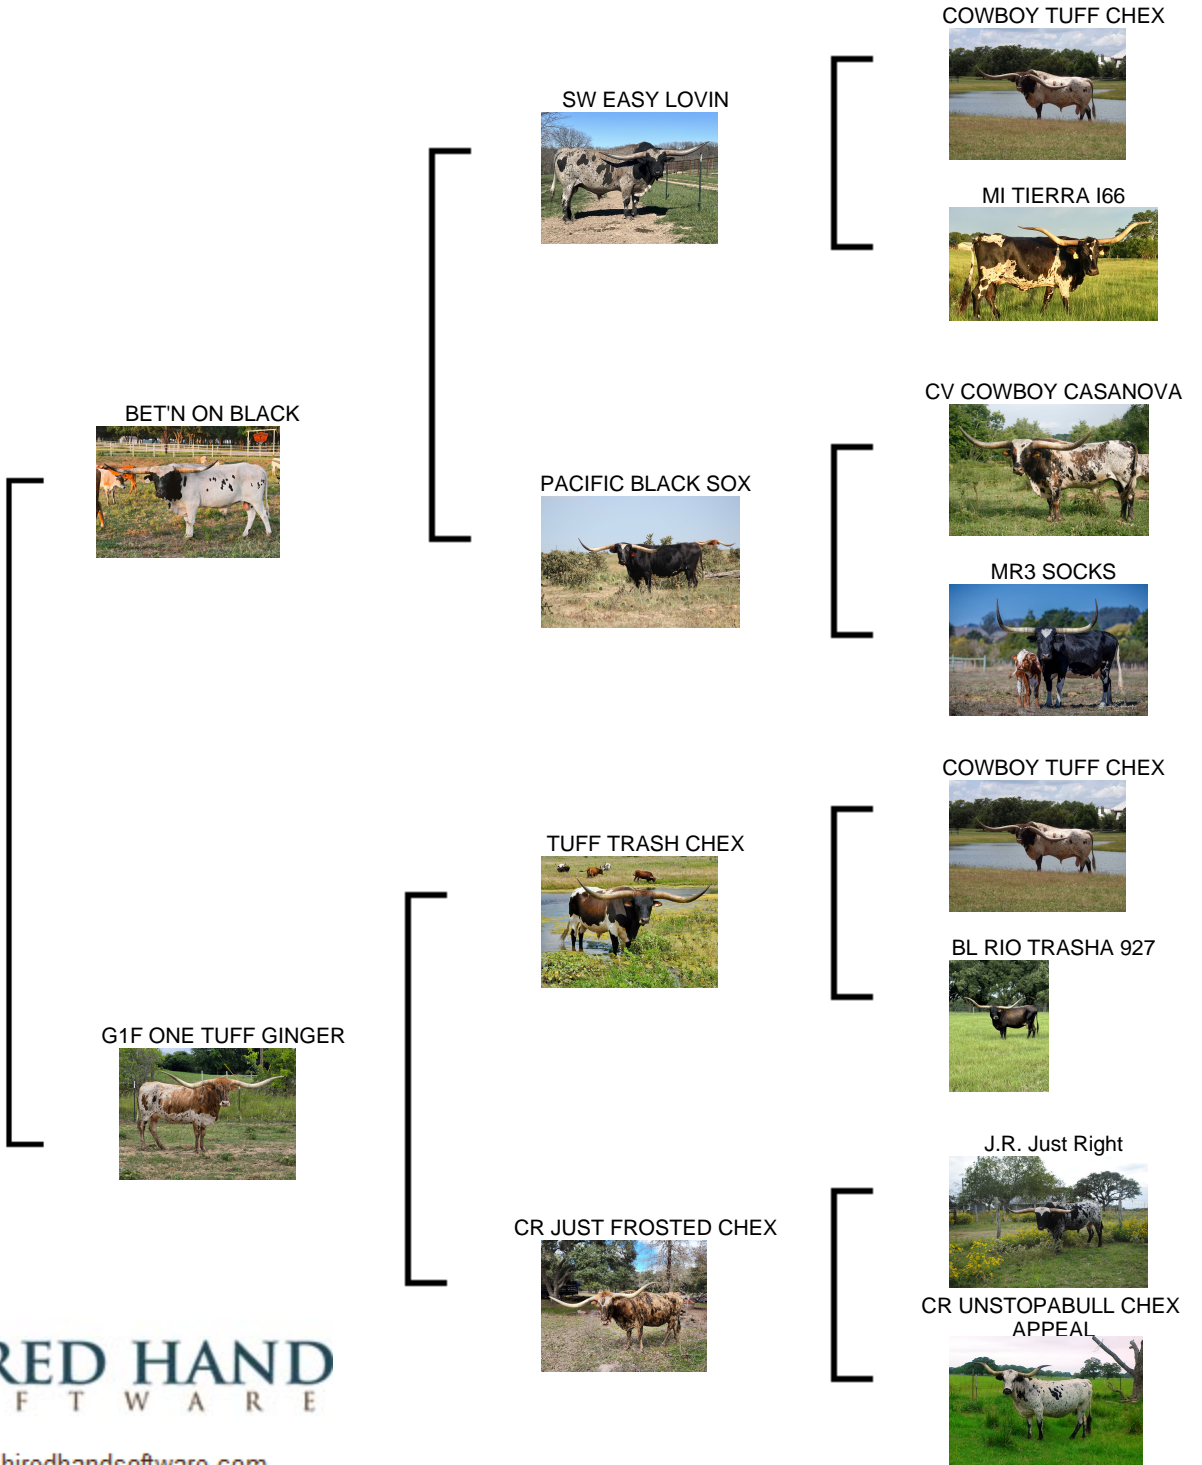 COWBOY TUFF CHEX
SW EASY LOVIN
MI TIERRA I66
CV COWBOY CASANOVA
BET'N ON BLACK
PACIFIC BLACK SOX
MR3 SOCKS
COWBOY TUFF CHEX
TUFF TRASH CHEX
BL RIO TRASHA 927
G1F ONE TUFF GINGER
J.R. Just Right
CR JUST FROSTED CHEX
CR UNSTOPABULL CHEX
APPEAL
RED HAND
F T W A R E
hiredhandsoftware.com